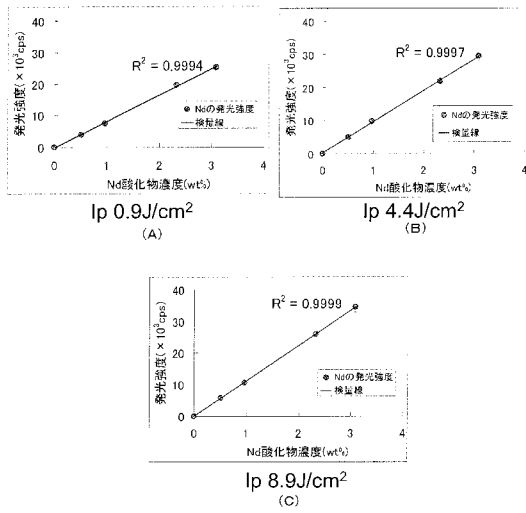 40
30
20
10
0
発光強度(×10³cps)
R² = 0.9994
Ndの発光強度
検量線
0 1 2 3 4
Nd酸化物濃度(wt%)
Ip 0.9J/cm²
(A)
40
30
20
10
0
発光強度(×10³cps)
R² = 0.9997
Ndの発光強度
検量線
0 1 2 3 4
Nd酸化物濃度(wt%)
Ip 4.4J/cm²
(B)
40
30
20
10
0
発光強度(×10³cps)
R² = 0.9999
Ndの発光強度
検量線
0 1 2 3 4
Nd酸化物濃度(wt%)
Ip 8.9J/cm²
(C)